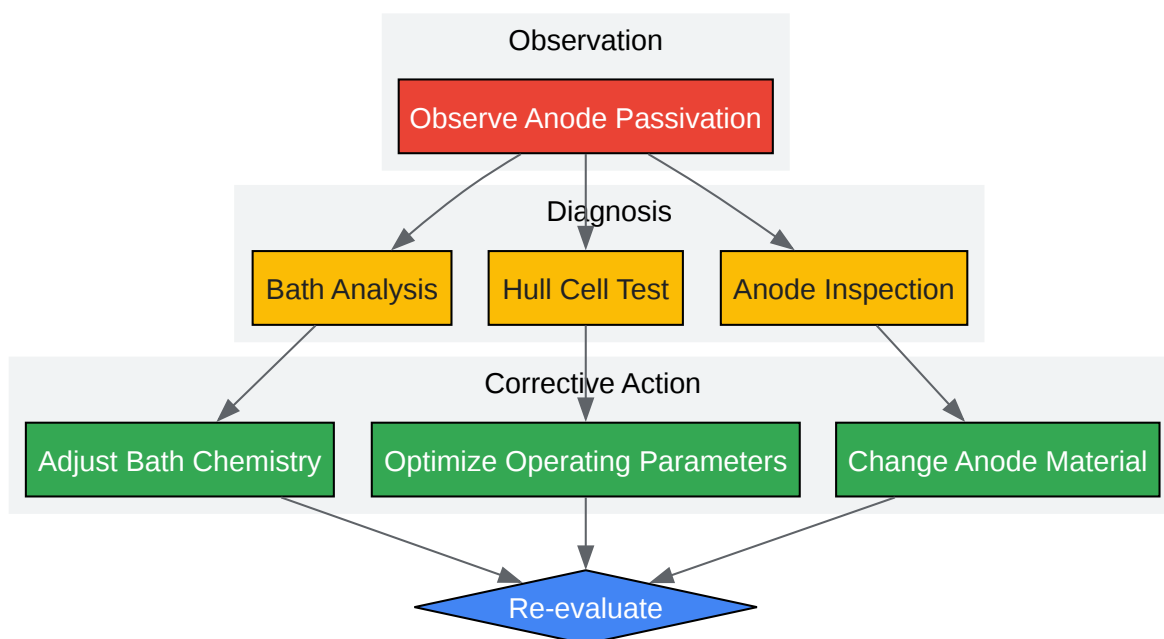 Observation
Observe Anode Passivation
Diagnosis
Bath Analysis
Hull Cell Test
Anode Inspection
Corrective Action
Adjust Bath Chemistry
Optimize Operating Parameters
Change Anode Material
Re-evaluate